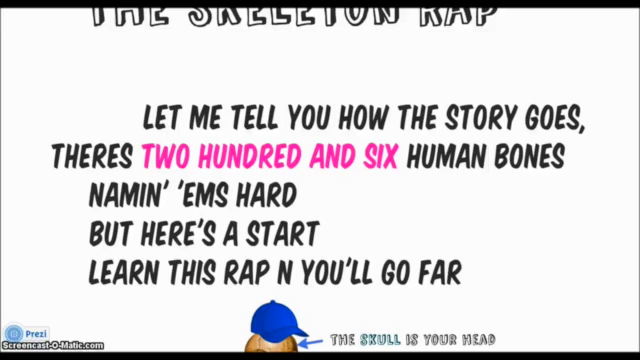 THE SKELETON RAP
LET ME TELL YOU HOW THE STORY GOES,
THERES TWO HUNDRED AND SIX HUMAN BONES
NAMIN' 'EMS HARD
BUT HERE'S A START
LEARN THIS RAP N YOU'LL GO FAR
THE SKULL IS YOUR HEAD
Prezi
Screencast-O-Matic.com